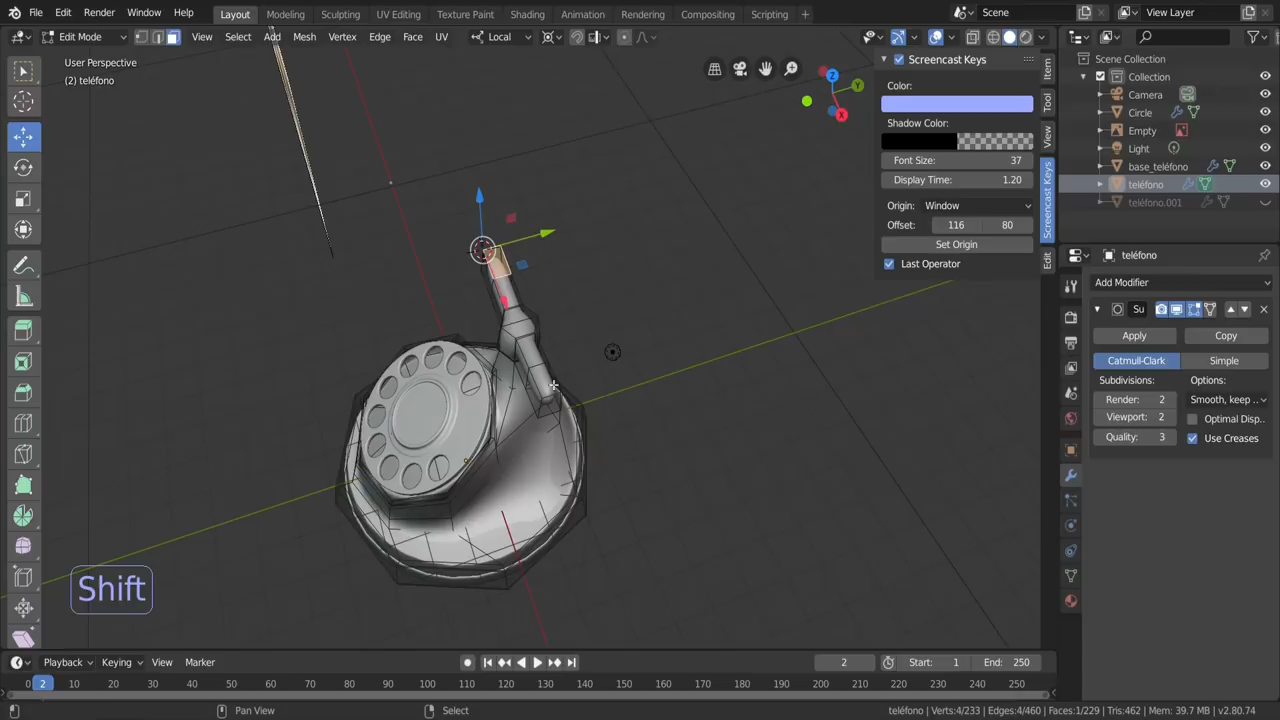 File Edit Render Window Help Layout Modeling Sculpting UV Editing Texture Paint Shading Animation Rendering Compositing Scripting + Scene View Layer
Edit Mode View Select Add Mesh Vertex Edge Face UV Local
User Perspective
(2) teléfono
Z
Y
X
Screencast Keys
Color:
Shadow Color:
Font Size: 37
Display Time: 1.20
Origin: Window
Offset: 116 80
Set Origin
Last Operator
Item
Tool
View
Screencast Keys
Edit
Scene Collection
Collection
Camera
Circle
Empty
Light
base_teléfono
teléfono
teléfono.001
teléfono
Add Modifier
Su
Apply Copy
Catmull-Clark Simple
Subdivisions: Options:
Render: 2 Smooth, keep ..
Viewport: 2 Optimal Disp..
Quality: 3 Use Creases
Shift
Playback Keying View Marker 2 Start: 1 End: 250
0 2 10 20 30 40 50 60 70 80 90 100 110 120 130 140 150 160 170 180 190 200 210 220 230 240 250
Pan View Select teléfono | Verts:4/233 | Edges:4/460 | Faces:1/229 | Tris:462 | Mem: 39.7 MB | v2.80.74